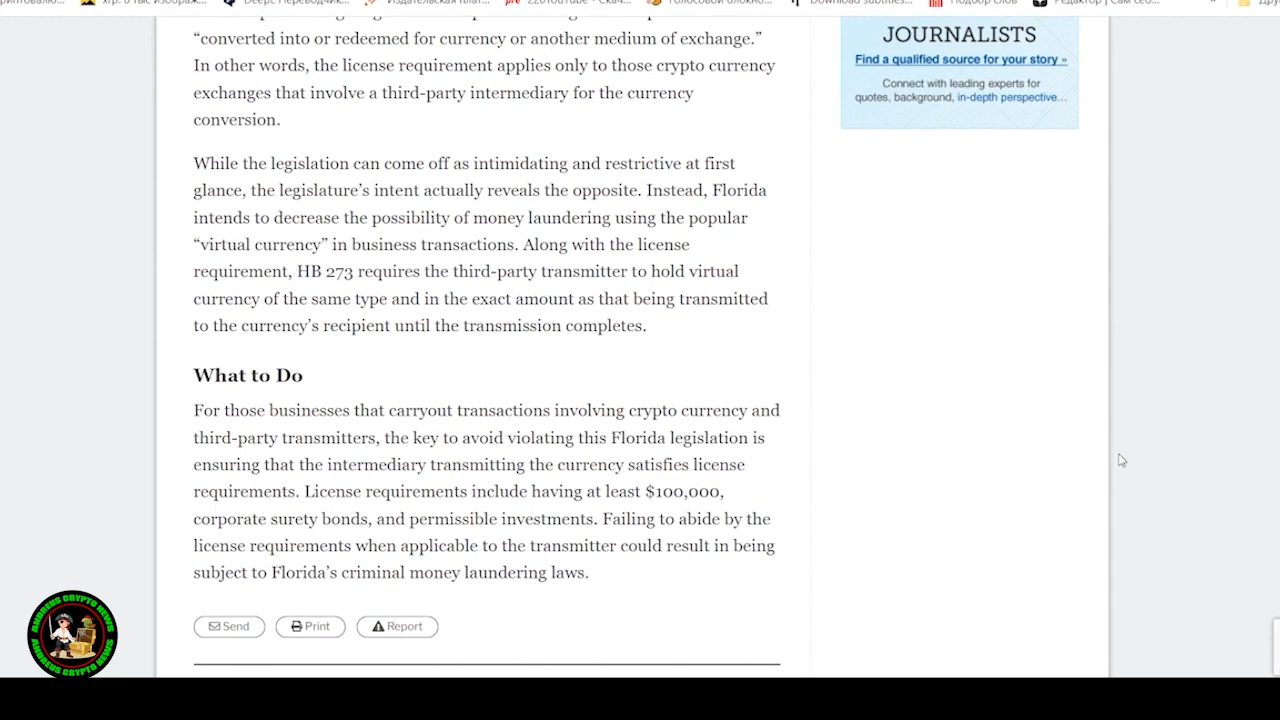 Download subtitles...
Подбор слов
“converted into or redeemed for currency or another medium of exchange.”
In other words, the license requirement applies only to those crypto currency
exchanges that involve a third-party intermediary for the currency
conversion.
While the legislation can come off as intimidating and restrictive at first
glance, the legislature’s intent actually reveals the opposite. Instead, Florida
intends to decrease the possibility of money laundering using the popular
“virtual currency” in business transactions. Along with the license
requirement, HB 273 requires the third-party transmitter to hold virtual
currency of the same type and in the exact amount as that being transmitted
to the currency’s recipient until the transmission completes.
What to Do
For those businesses that carryout transactions involving crypto currency and
third-party transmitters, the key to avoid violating this Florida legislation is
ensuring that the intermediary transmitting the currency satisfies license
requirements. License requirements include having at least $100,000,
corporate surety bonds, and permissible investments. Failing to abide by the
license requirements when applicable to the transmitter could result in being
subject to Florida’s criminal money laundering laws.
Send
Print
Report
JOURNALISTS
Find a qualified source for your story »
Connect with leading experts for
quotes, background, in-depth perspective...
ANDREUS CRYPTO NEWS
ANDREUS CRYPTO NEWS